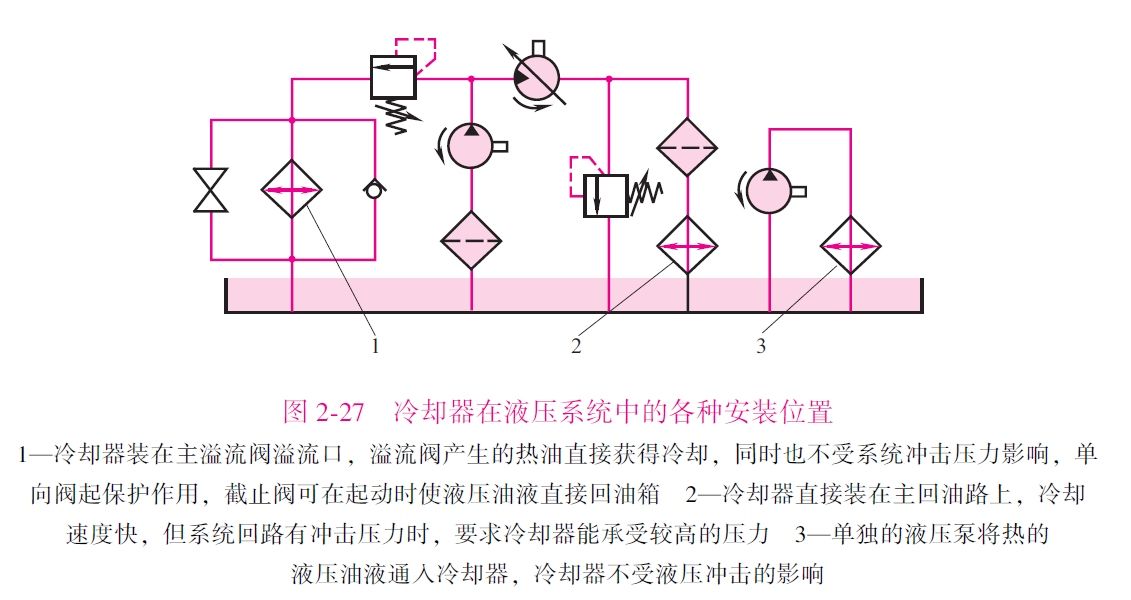 1 2 3
图 2-27 冷却器在液压系统中的各种安装位置
1—冷却器装在主溢流阀溢流口，溢流阀产生的热油直接获得冷却，同时也不受系统冲击压力影响，单
向阀起保护作用，截止阀可在起动时使液压油液直接回油箱 2—冷却器直接装在主回油路上，冷却
速度快，但系统回路有冲击压力时，要求冷却器能承受较高的压力 3—单独的液压泵将热的
液压油液通入冷却器，冷却器不受液压冲击的影响